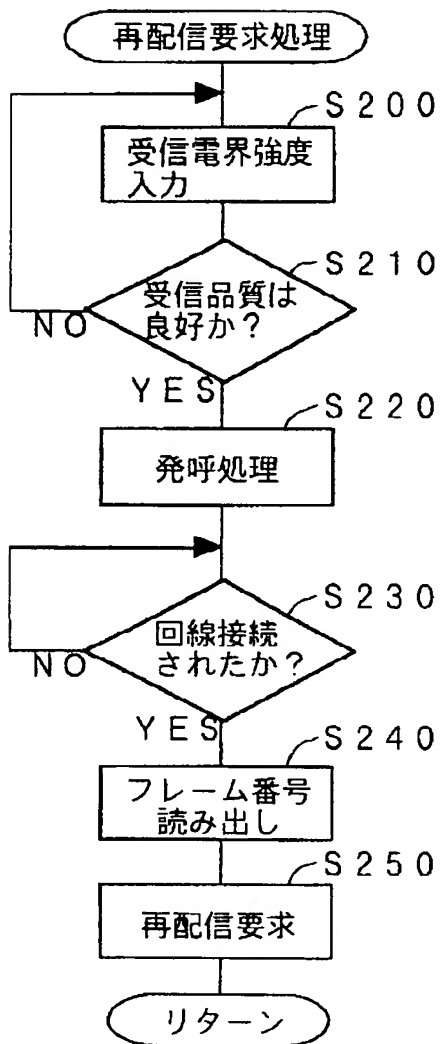 再配信要求処理
S200
受信電界強度
入力
S210
受信品質は
良好か？
NO
YES
S220
発呼処理
S230
回線接続
されたか？
NO
YES
S240
フレーム番号
読み出し
S250
再配信要求
リターン